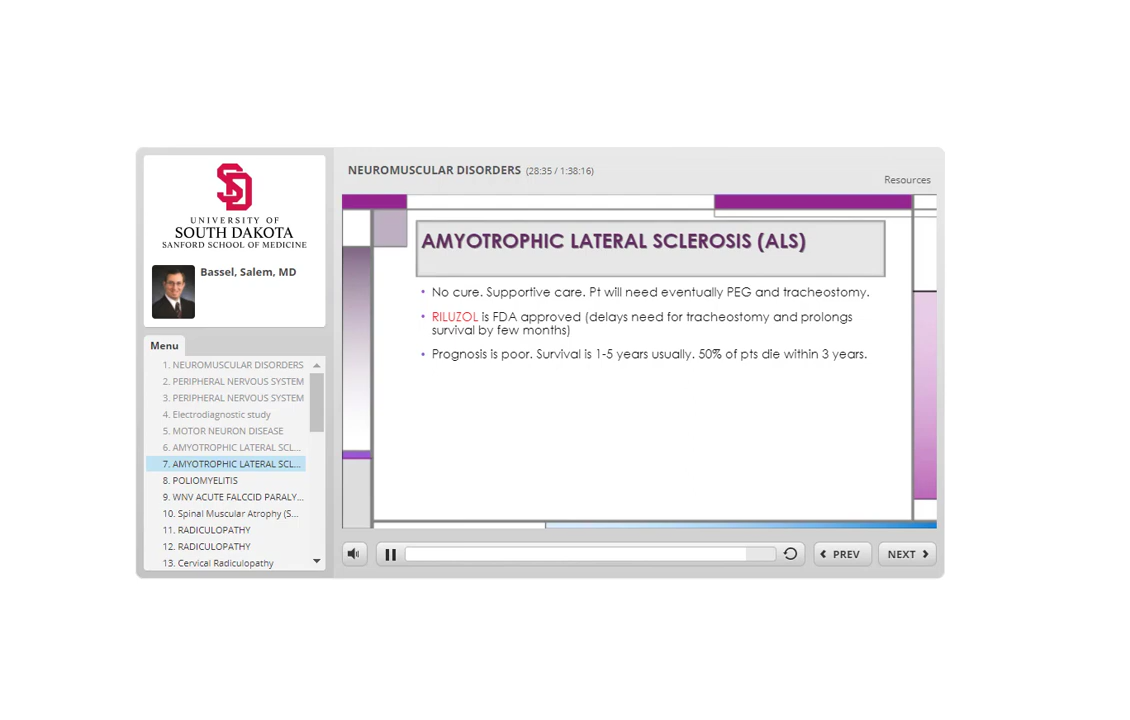 UNIVERSITY OF
SOUTH DAKOTA
SANFORD SCHOOL OF MEDICINE
Bassel, Salem, MD
Menu
1. NEUROMUSCULAR DISORDERS
2. PERIPHERAL NERVOUS SYSTEM
3. PERIPHERAL NERVOUS SYSTEM
4. Electrodiagnostic study
5. MOTOR NEURON DISEASE
6. AMYOTROPHIC LATERAL SCL...
7. AMYOTROPHIC LATERAL SCL...
8. POLIOMYELITIS
9. WNV ACUTE FALCCID PARALY...
10. Spinal Muscular Atrophy (S...
11. RADICULOPATHY
12. RADICULOPATHY
13. Cervical Radiculopathy
NEUROMUSCULAR DISORDERS (28:35 / 1:38:16)
Resources
AMYOTROPHIC LATERAL SCLEROSIS (ALS)
• No cure. Supportive care. Pt will need eventually PEG and tracheostomy.
• RILUZOL is FDA approved (delays need for tracheostomy and prolongs
survival by few months)
• Prognosis is poor. Survival is 1-5 years usually. 50% of pts die within 3 years.
PREV
NEXT